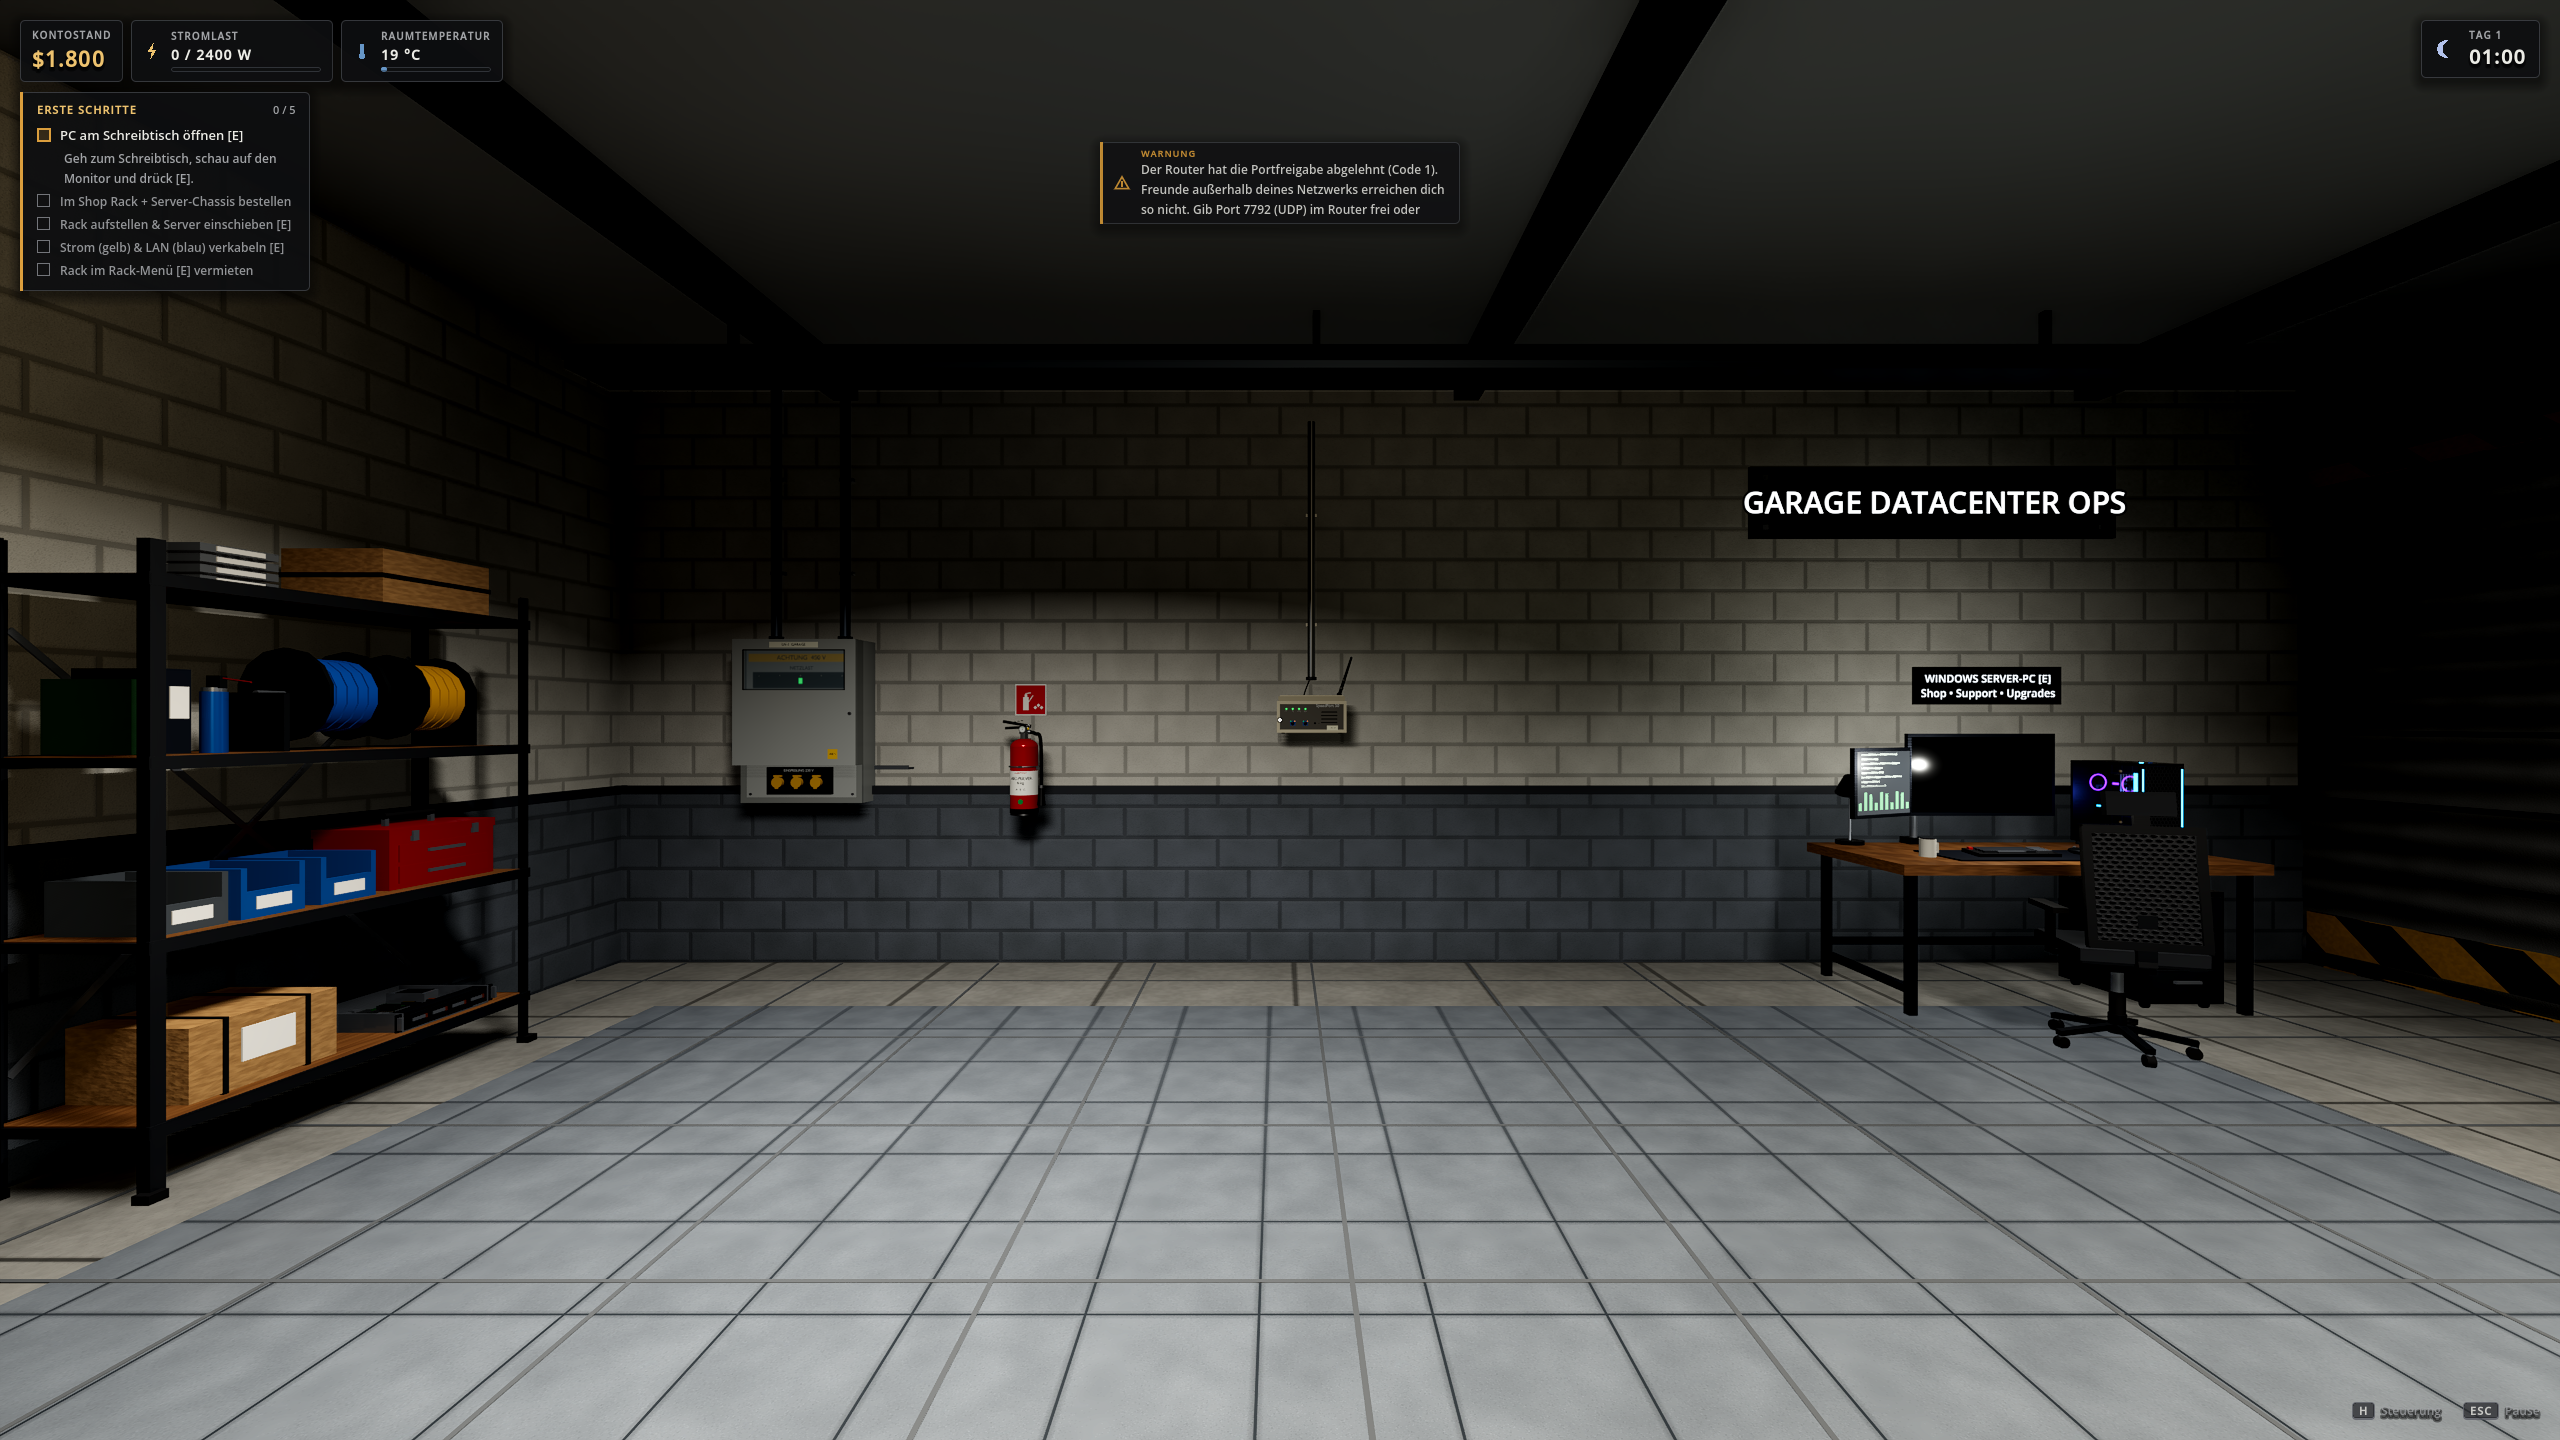 KONTOSTAND
$1.800
STROMLAST
0 / 2400 W
RAUMTEMPERATUR
19 °C
TAG 1
01:00
ERSTE SCHRITTE
0 / 5
PC am Schreibtisch öffnen [E]
Geh zum Schreibtisch, schau auf den
Monitor und drück [E].
Im Shop Rack + Server-Chassis bestellen
Rack aufstellen & Server einschieben [E]
Strom (gelb) & LAN (blau) verkabeln [E]
Rack im Rack-Menü [E] vermieten
WARNUNG
Der Router hat die Portfreigabe abgelehnt (Code 1).
Freunde außerhalb deines Netzwerks erreichen dich
so nicht. Gib Port 7792 (UDP) im Router frei oder
GARAGE DATACENTER OPS
WINDOWS SERVER-PC [E]
Shop • Support • Upgrades
H Steuerung ESC Pause